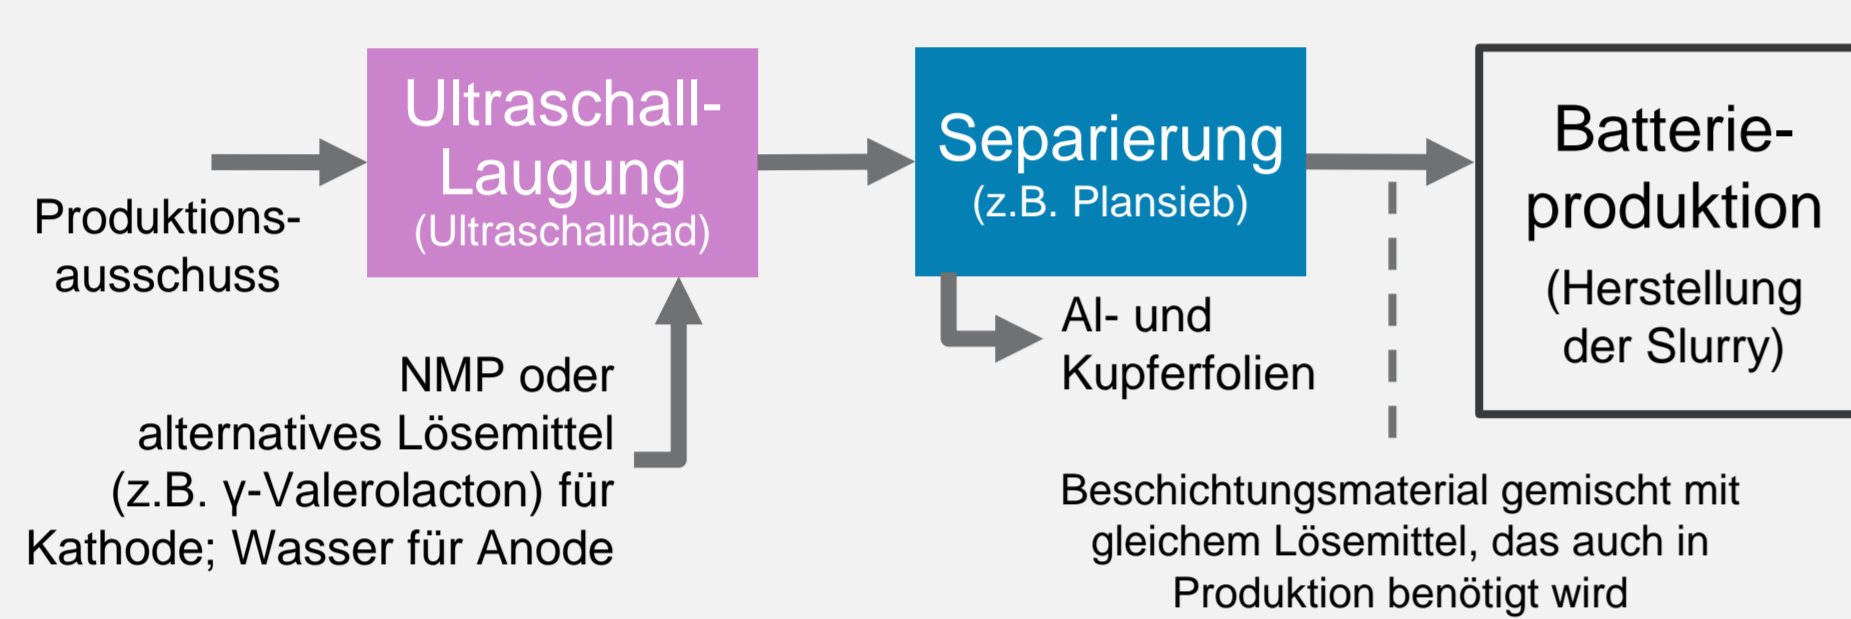 Produktions-
ausschuss
Ultraschall-
Laugung
(Ultraschallbad)
NMP oder
alternatives Lösemittel
(z.B. γ-Valerolacton) für
Kathode; Wasser für Anode
Separierung
(z.B. Plansieb)
Al- und
Kupferfolien
Beschichtungsmaterial gemischt mit
gleichem Lösemittel, das auch in
Produktion benötigt wird
Batterie-
produktion
(Herstellung
der Slurry)